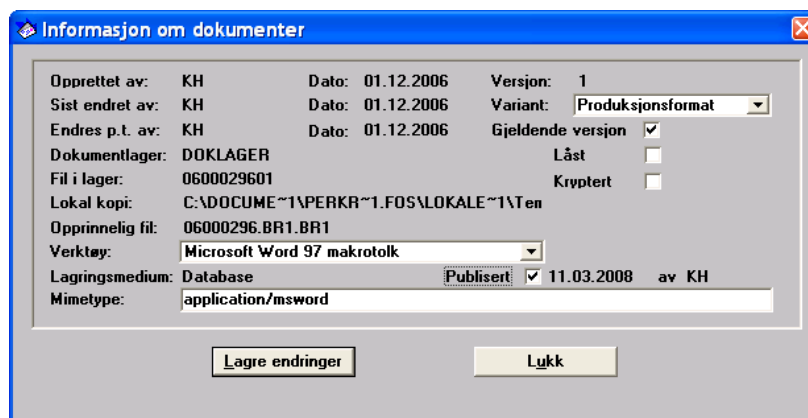 Informasjon om dokumenter
Opprettet av: KH Dato: 01.12.2006 Versjon: 1
Sist endret av: KH Dato: 01.12.2006 Variant: Produksjonsformat
Endres p.t. av: KH Dato: 01.12.2006 Gjeldende versjon
Dokumentlager: DOKLAGER Låst
Fil i lager: 0600029601 Kryptert
Lokal kopi: C:\DOCUME~1\PERKR~1.FOS\LOKALE~1\Ten
Opprinnelig fil: 06000296.BR1.BR1
Verktøy: Microsoft Word 97 makrotolk
Lagringsmedium: Database Publisert 11.03.2008 av KH
Mimetype: application/msword
Lagre endringer Lukk